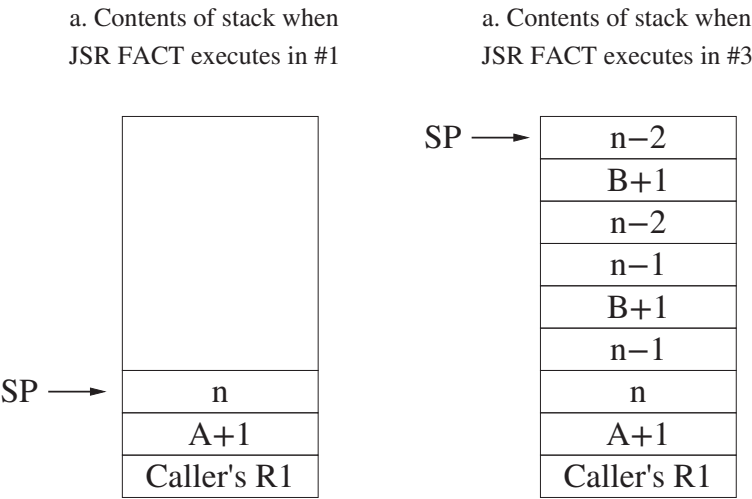 a. Contents of stack when
JSR FACT executes in #1
SP
n
A+1
Caller's R1
a. Contents of stack when
JSR FACT executes in #3
SP
n−2
B+1
n−2
n−1
B+1
n−1
n
A+1
Caller's R1